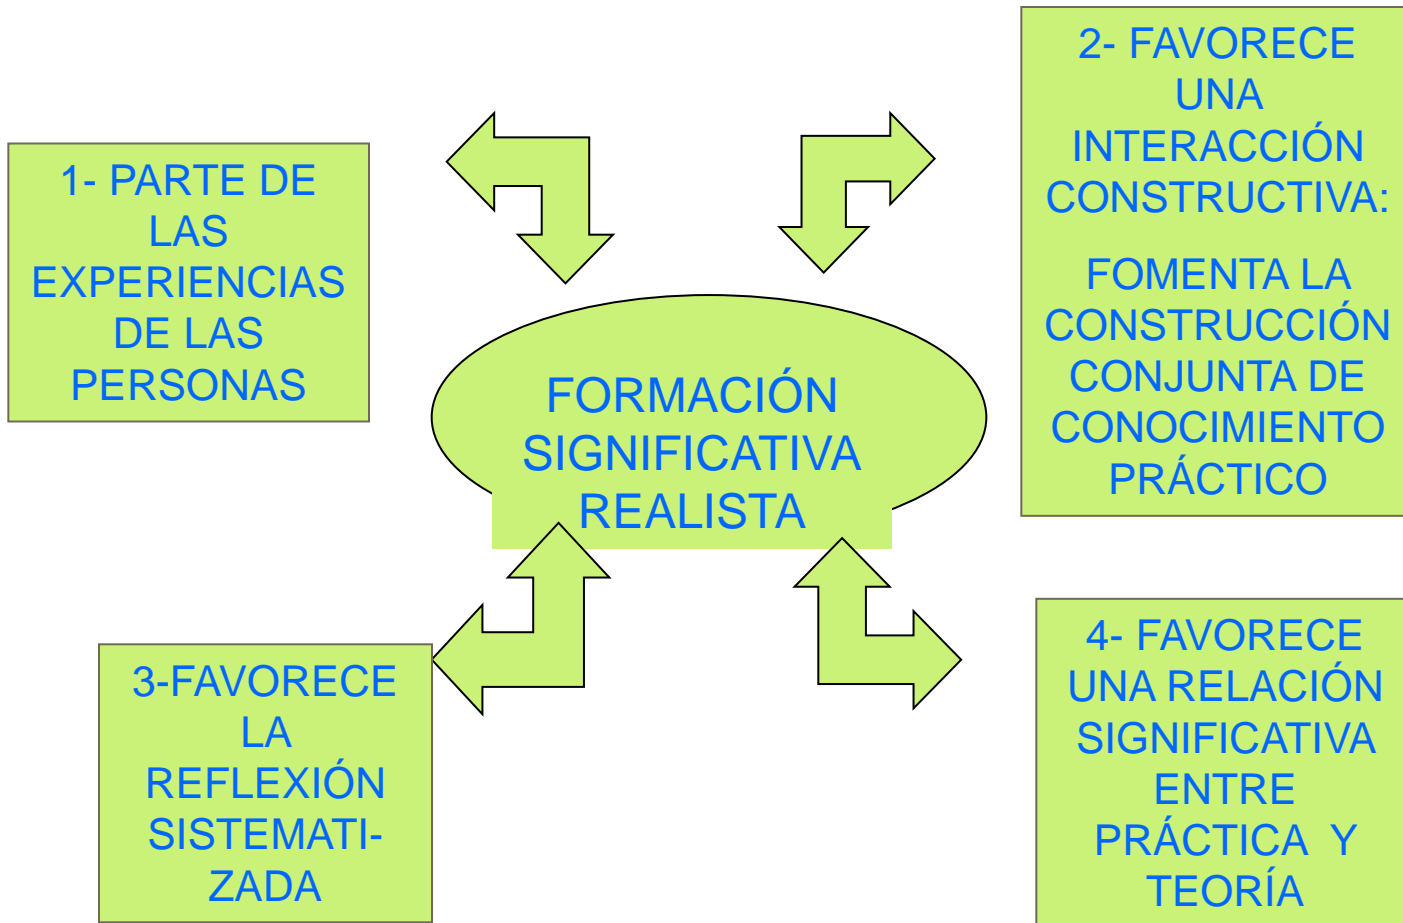 1- PARTE DE
LAS
EXPERIENCIAS
DE LAS
PERSONAS
2- FAVORECE
UNA
INTERACCIÓN
CONSTRUCTIVA:
FOMENTA LA
CONSTRUCCIÓN
CONJUNTA DE
CONOCIMIENTO
PRÁCTICO
FORMACIÓN
SIGNIFICATIVA
REALISTA
3-FAVORECE
LA
REFLEXIÓN
SISTEMATI-
ZADA
4- FAVORECE
UNA RELACIÓN
SIGNIFICATIVA
ENTRE
PRÁCTICA Y
TEORÍA